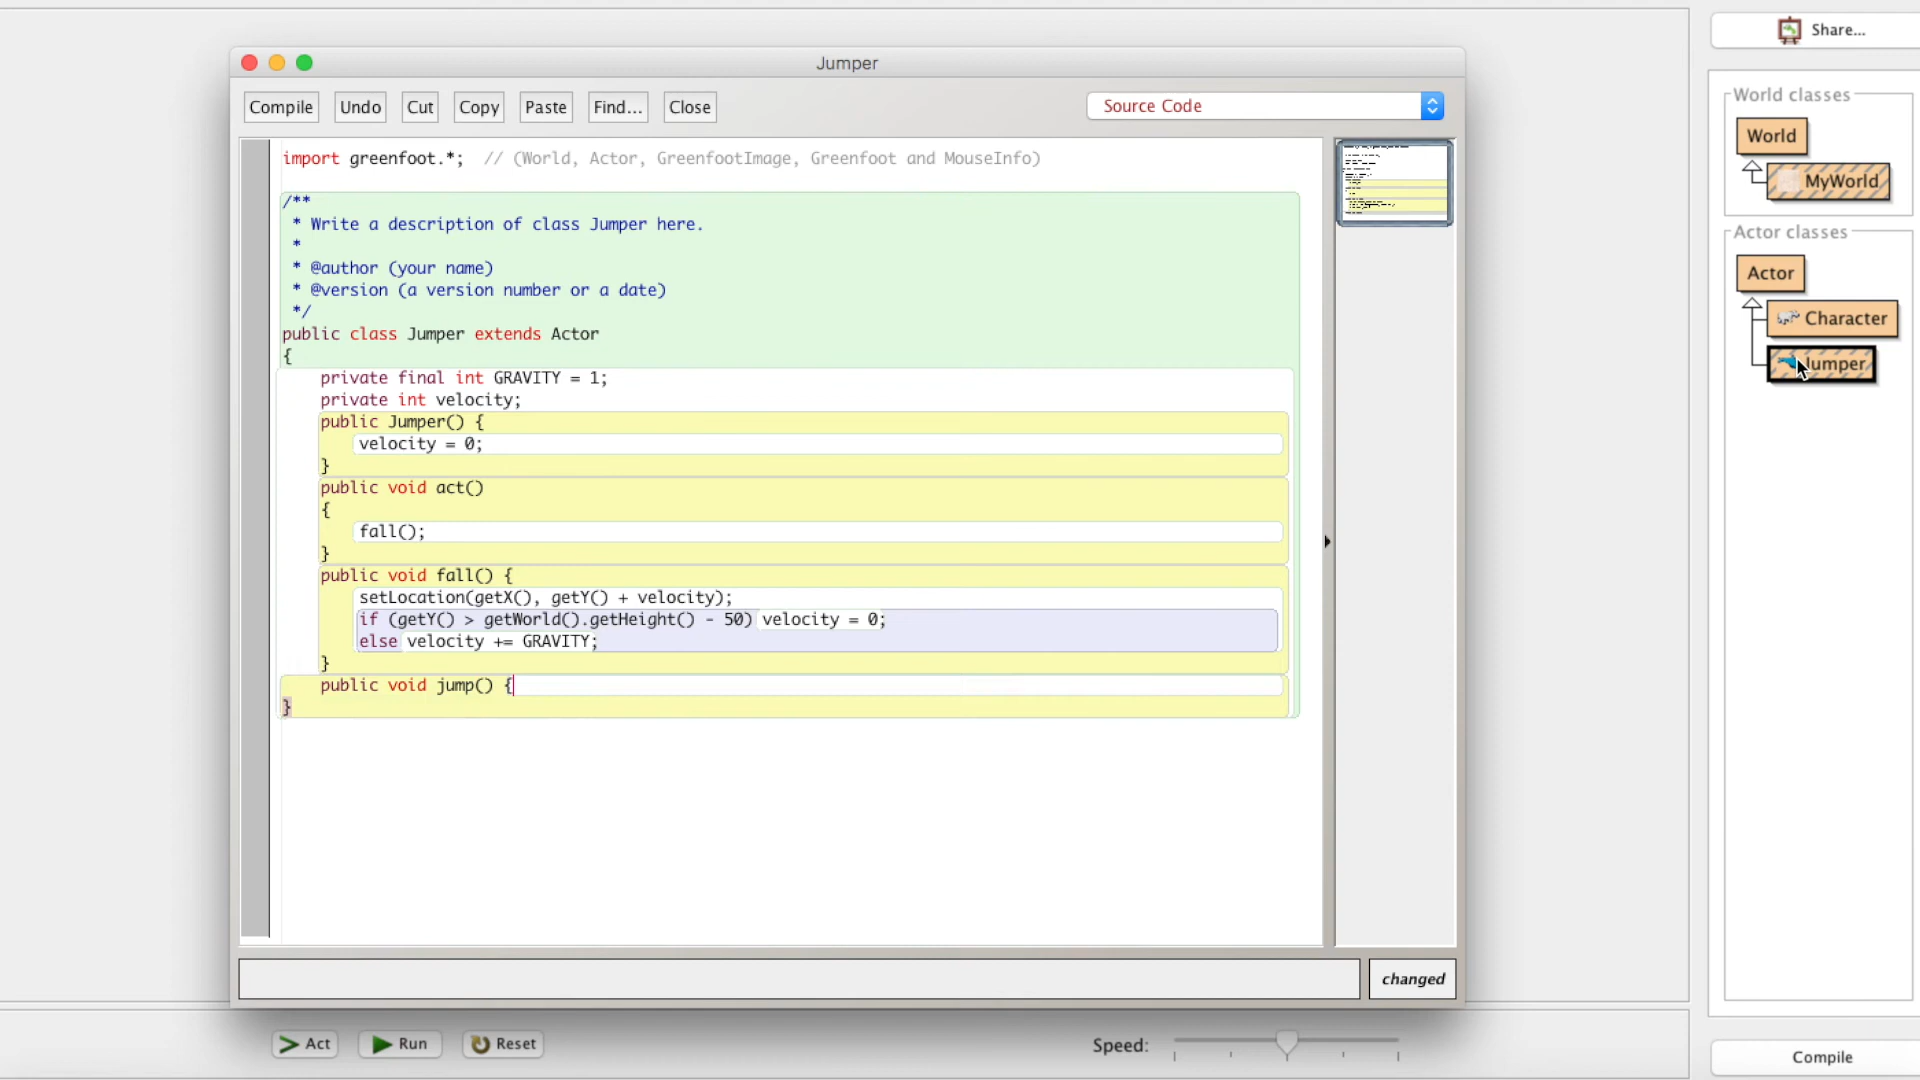 Share...
Jumper
Compile Undo Cut Copy Paste Find... Close Source Code
import greenfoot.*;  // (World, Actor, GreenfootImage, Greenfoot and MouseInfo)
/**
 * Write a description of class Jumper here.
 *
 * @author (your name)
 * @version (a version number or a date)
 */
public class Jumper extends Actor
{
    private final int GRAVITY = 1;
    private int velocity;
    public Jumper() {
        velocity = 0;
    }
    public void act()
    {
        fall();
    }
    public void fall() {
        setLocation(getX(), getY() + velocity);
        if (getY() > getWorld().getHeight() - 50) velocity = 0;
        else velocity += GRAVITY;
    }
    public void jump() {
}
changed
World classes
World
MyWorld
Actor classes
Actor
Character
Jumper
Act Run Reset Speed:
Compile